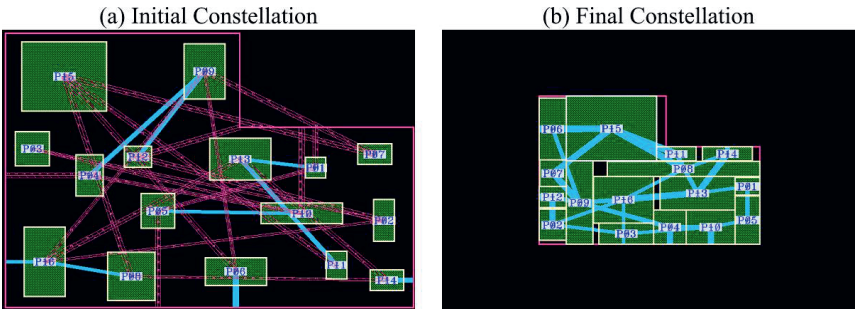 (a) Initial Constellation
(b) Final Constellation
P15
P09
P03
P04
P12
P13
P01
P07
P05
P10
P02
P16
P08
P06
P11
P14
P06
P15
P11
P14
P07
P08
P12
P09
P16
P13
P01
P02
P03
P04
P10
P05